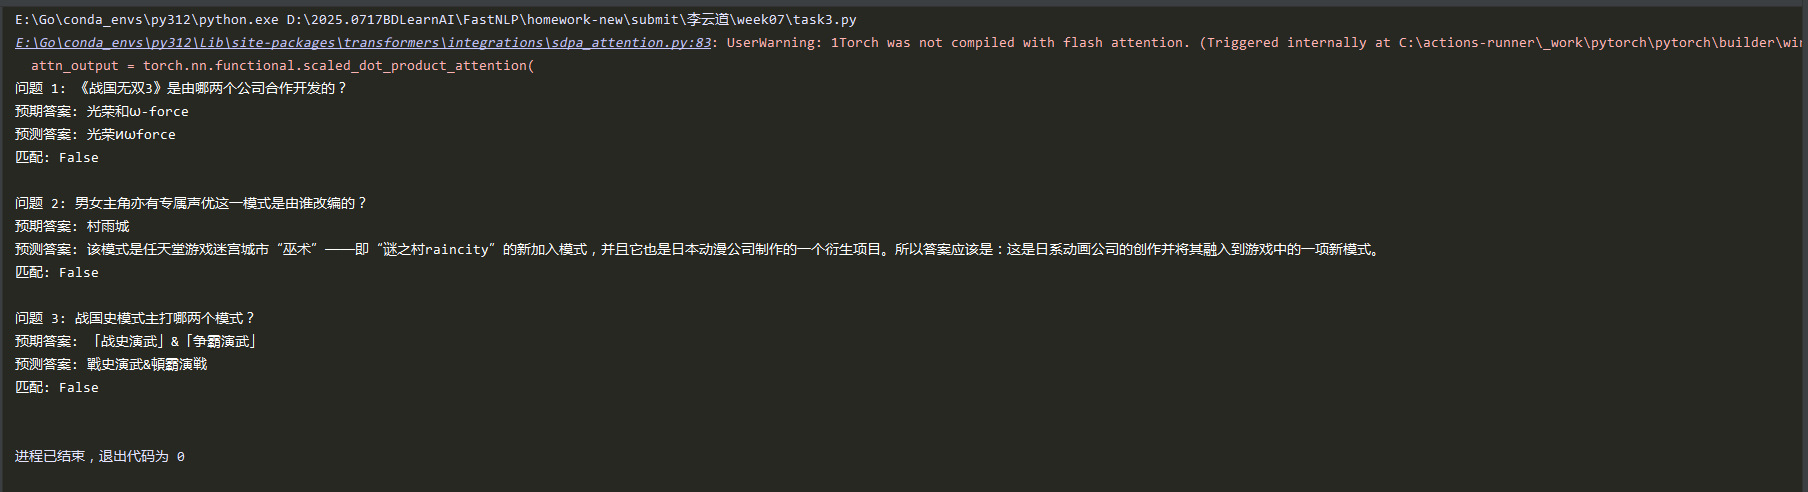 E:\Go\conda_envs\py312\python.exe D:\2025.0717BDLearnAI\FastNLP\homework-new\submit\李云道\week07\task3.py
E:\Go\conda_envs\py312\Lib\site-packages\transformers\integrations\sdpa_attention.py:83: UserWarning: 1Torch was not compiled with flash attention. (Triggered internally at C:\actions-runner\_work\pytorch\pytorch\builder\win
attn_output = torch.nn.functional.scaled_dot_product_attention(
问题 1: 《战国无双3》是由哪两个公司合作开发的？
预期答案: 光荣和ω-force
预测答案: 光荣иωforce
匹配: False
问题 2: 男女主角亦有专属声优这一模式是由谁改编的？
预期答案: 村雨城
预测答案: 该模式是任天堂游戏迷宫城市“巫术”——即“谜之村raincity”的新加入模式，并且它也是日本动漫公司制作的一个衍生项目。所以答案应该是：这是日系动画公司的创作并将其融入到游戏中的一项新模式。
匹配: False
问题 3: 战国史模式主打哪两个模式？
预期答案: 「战史演武」&「争霸演武」
预测答案: 戰史演武&頓霸演戦
匹配: False
进程已结束，退出代码为 0